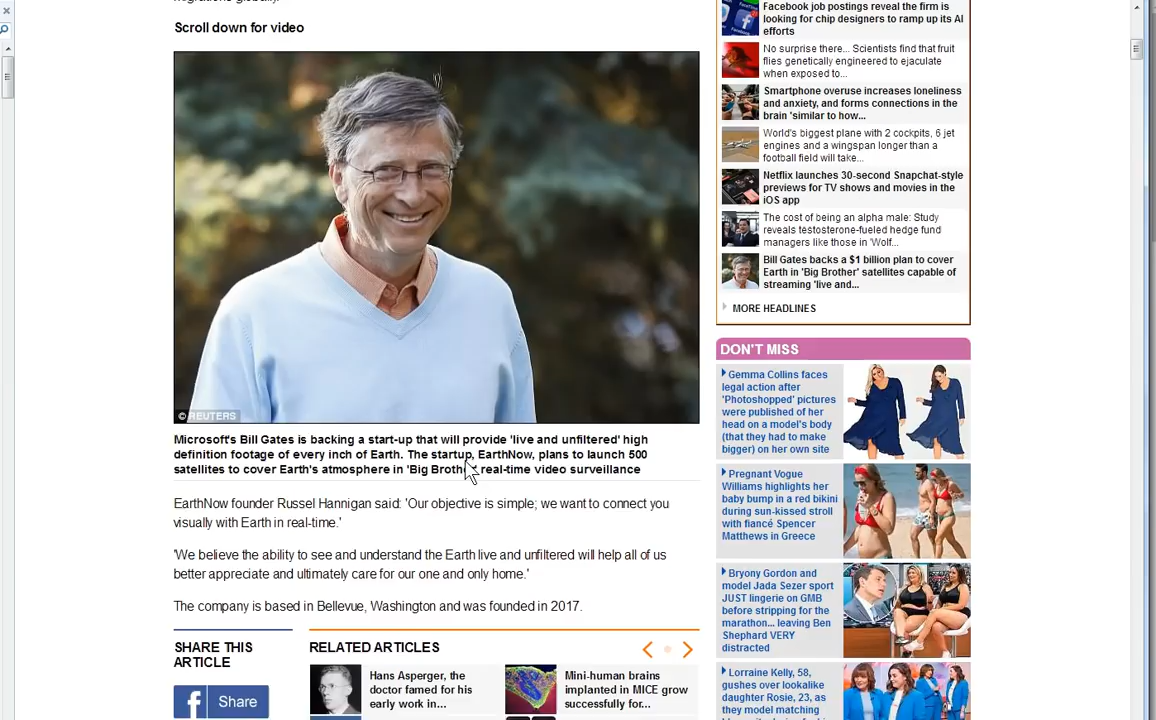 migrations globally.
Scroll down for video
© REUTERS
Microsoft's Bill Gates is backing a start-up that will provide 'live and unfiltered' high
definition footage of every inch of Earth. The startup, EarthNow, plans to launch 500
satellites to cover Earth's atmosphere in 'Big Brother' real-time video surveillance
EarthNow founder Russel Hannigan said: 'Our objective is simple; we want to connect you
visually with Earth in real-time.'
'We believe the ability to see and understand the Earth live and unfiltered will help all of us
better appreciate and ultimately care for our one and only home.'
The company is based in Bellevue, Washington and was founded in 2017.
SHARE THIS
ARTICLE
Share
RELATED ARTICLES
Hans Asperger, the
doctor famed for his
early work in...
Mini-human brains
implanted in MICE grow
successfully for...
Facebook job postings reveal the firm is
looking for chip designers to ramp up its AI
efforts
No surprise there... Scientists find that fruit
flies genetically engineered to ejaculate
when exposed to...
Smartphone overuse increases loneliness
and anxiety, and forms connections in the
brain 'similar to how...
World's biggest plane with 2 cockpits, 6 jet
engines and a wingspan longer than a
football field will take...
Netflix launches 30-second Snapchat-style
previews for TV shows and movies in the
iOS app
The cost of being an alpha male: Study
reveals testosterone-fueled hedge fund
managers like those in 'Wolf...
Bill Gates backs a $1 billion plan to cover
Earth in 'Big Brother' satellites capable of
streaming 'live and...
MORE HEADLINES
DON'T MISS
Gemma Collins faces
legal action after
'Photoshopped' pictures
were published of her
head on a model's body
(that they had to make
bigger) on her own site
Pregnant Vogue
Williams highlights her
baby bump in a red bikini
during sun-kissed stroll
with fiancé Spencer
Matthews in Greece
Bryony Gordon and
model Jada Sezer sport
JUST lingerie on GMB
before stripping for the
marathon... leaving Ben
Shephard VERY
distracted
Lorraine Kelly, 58,
gushes over lookalike
daughter Rosie, 23, as
they model matching